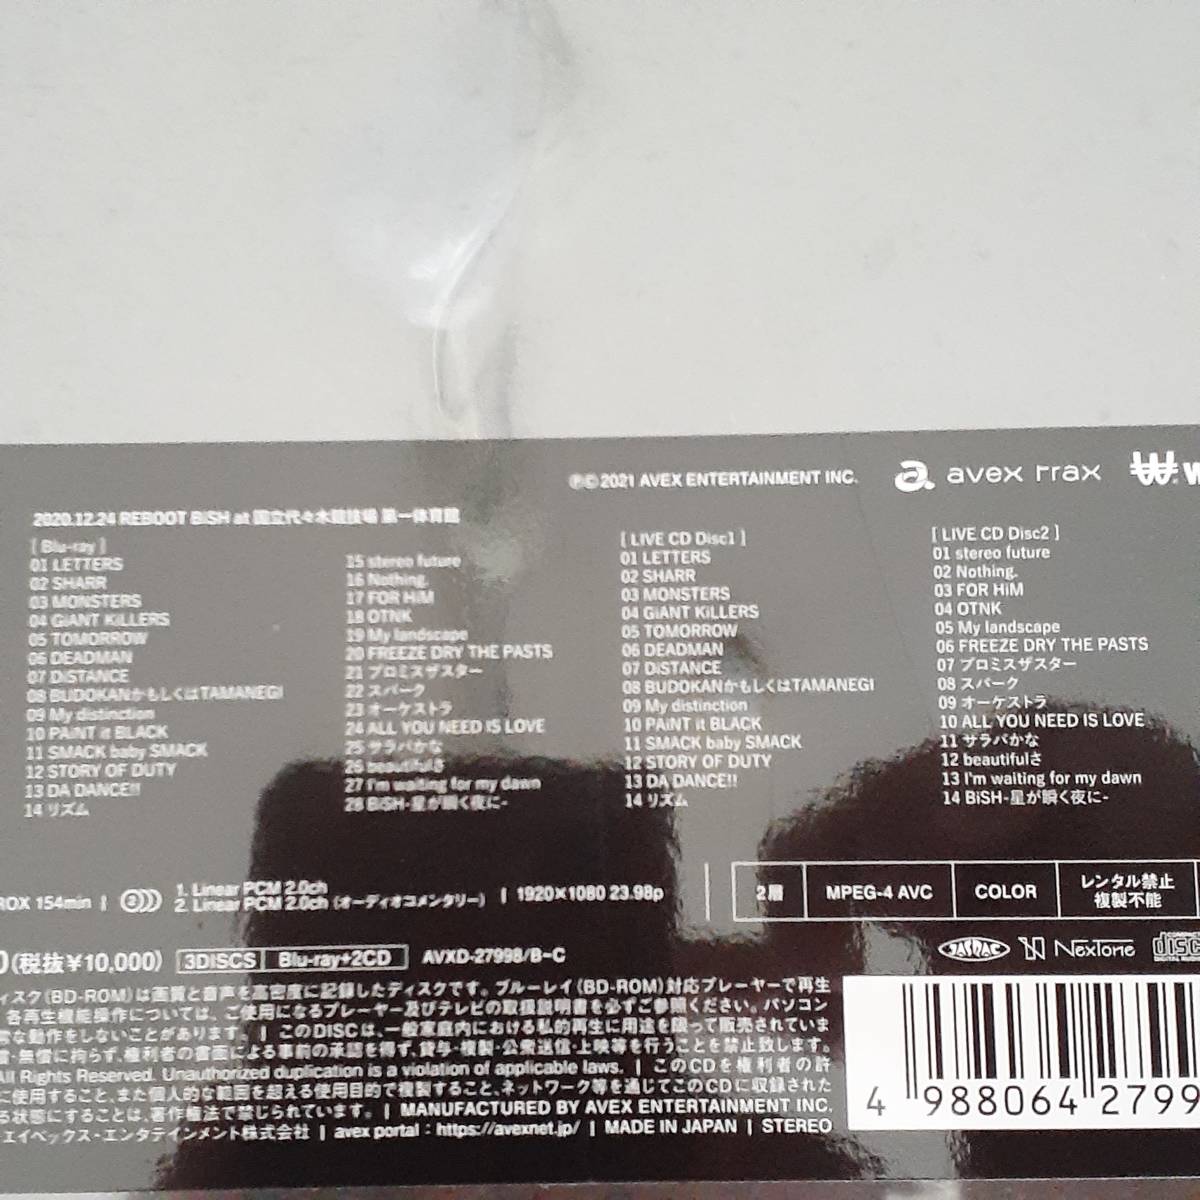 ℗© 2021 AVEX ENTERTAINMENT INC.
avex trax
2020.12.24 REBOOT BiSH at 国立代々木競技場 第一体育館
[ Blu-ray ]
01 LETTERS
02 SHARR
03 MONSTERS
04 GiANT KiLLERS
05 TOMORROW
06 DEADMAN
07 DiSTANCE
08 BUDOKANかもしくはTAMANEGI
09 My distinction
10 PAiNT it BLACK
11 SMACK baby SMACK
12 STORY OF DUTY
13 DA DANCE!!
14 リズム
15 stereo future
16 Nothing.
17 FOR HiM
18 OTNK
19 My landscape
20 FREEZE DRY THE PASTS
21 プロミスザスター
22 スパーク
23 オーケストラ
24 ALL YOU NEED IS LOVE
25 サラバかな
26 beautifulさ
27 I'm waiting for my dawn
28 BiSH-星が瞬く夜に-
[ LIVE CD Disc1 ]
01 LETTERS
02 SHARR
03 MONSTERS
04 GiANT KiLLERS
05 TOMORROW
06 DEADMAN
07 DiSTANCE
08 BUDOKANかもしくはTAMANEGI
09 My distinction
10 PAiNT it BLACK
11 SMACK baby SMACK
12 STORY OF DUTY
13 DA DANCE!!
14 リズム
[ LIVE CD Disc2 ]
01 stereo future
02 Nothing.
03 FOR HiM
04 OTNK
05 My landscape
06 FREEZE DRY THE PASTS
07 プロミスザスター
08 スパーク
09 オーケストラ
10 ALL YOU NEED IS LOVE
11 サラバかな
12 beautifulさ
13 I'm waiting for my dawn
14 BiSH-星が瞬く夜に-
ROX 154min | 1. Linear PCM 2.0ch
2. Linear PCM 2.0ch (オーディオコメンタリー) | 1920×1080 23.98p |
2層 MPEG-4 AVC COLOR レンタル禁止
複製不能
0(税抜¥10,000) 3DISCS Blu-ray+2CD AVXD-27998/B~C
JASRAC NexTone disc
ィスク(BD-ROM)は画質と音声を高密度に記録したディスクです。ブルーレイ(BD-ROM)対応プレーヤーで再生
各再生機能操作については、ご使用になるプレーヤー及びテレビの取扱説明書を必ずご参照ください。パソコン
常な動作をしないことがあります。 | このDISCは、一般家庭内における私的再生に用途を限って販売されていま
償・無償に拘らず、権利者の書面による事前の承認を得ず、貸与・複製・公衆送信・上映等を行うことを禁止致します。
All Rights Reserved. Unauthorized duplication is a violation of applicable laws. | このCDを権利者の許
に使用すること、また個人的な範囲を超える使用目的で複製すること、ネットワーク等を通じてこのCDに収録された
る状態にすることは、著作権法で禁じられています。 | MANUFACTURED BY AVEX ENTERTAINMENT INC.
エイベックス・エンタテインメント株式会社 | avex portal : https://avexnet.jp/ | MADE IN JAPAN | STEREO
4 988064 2799